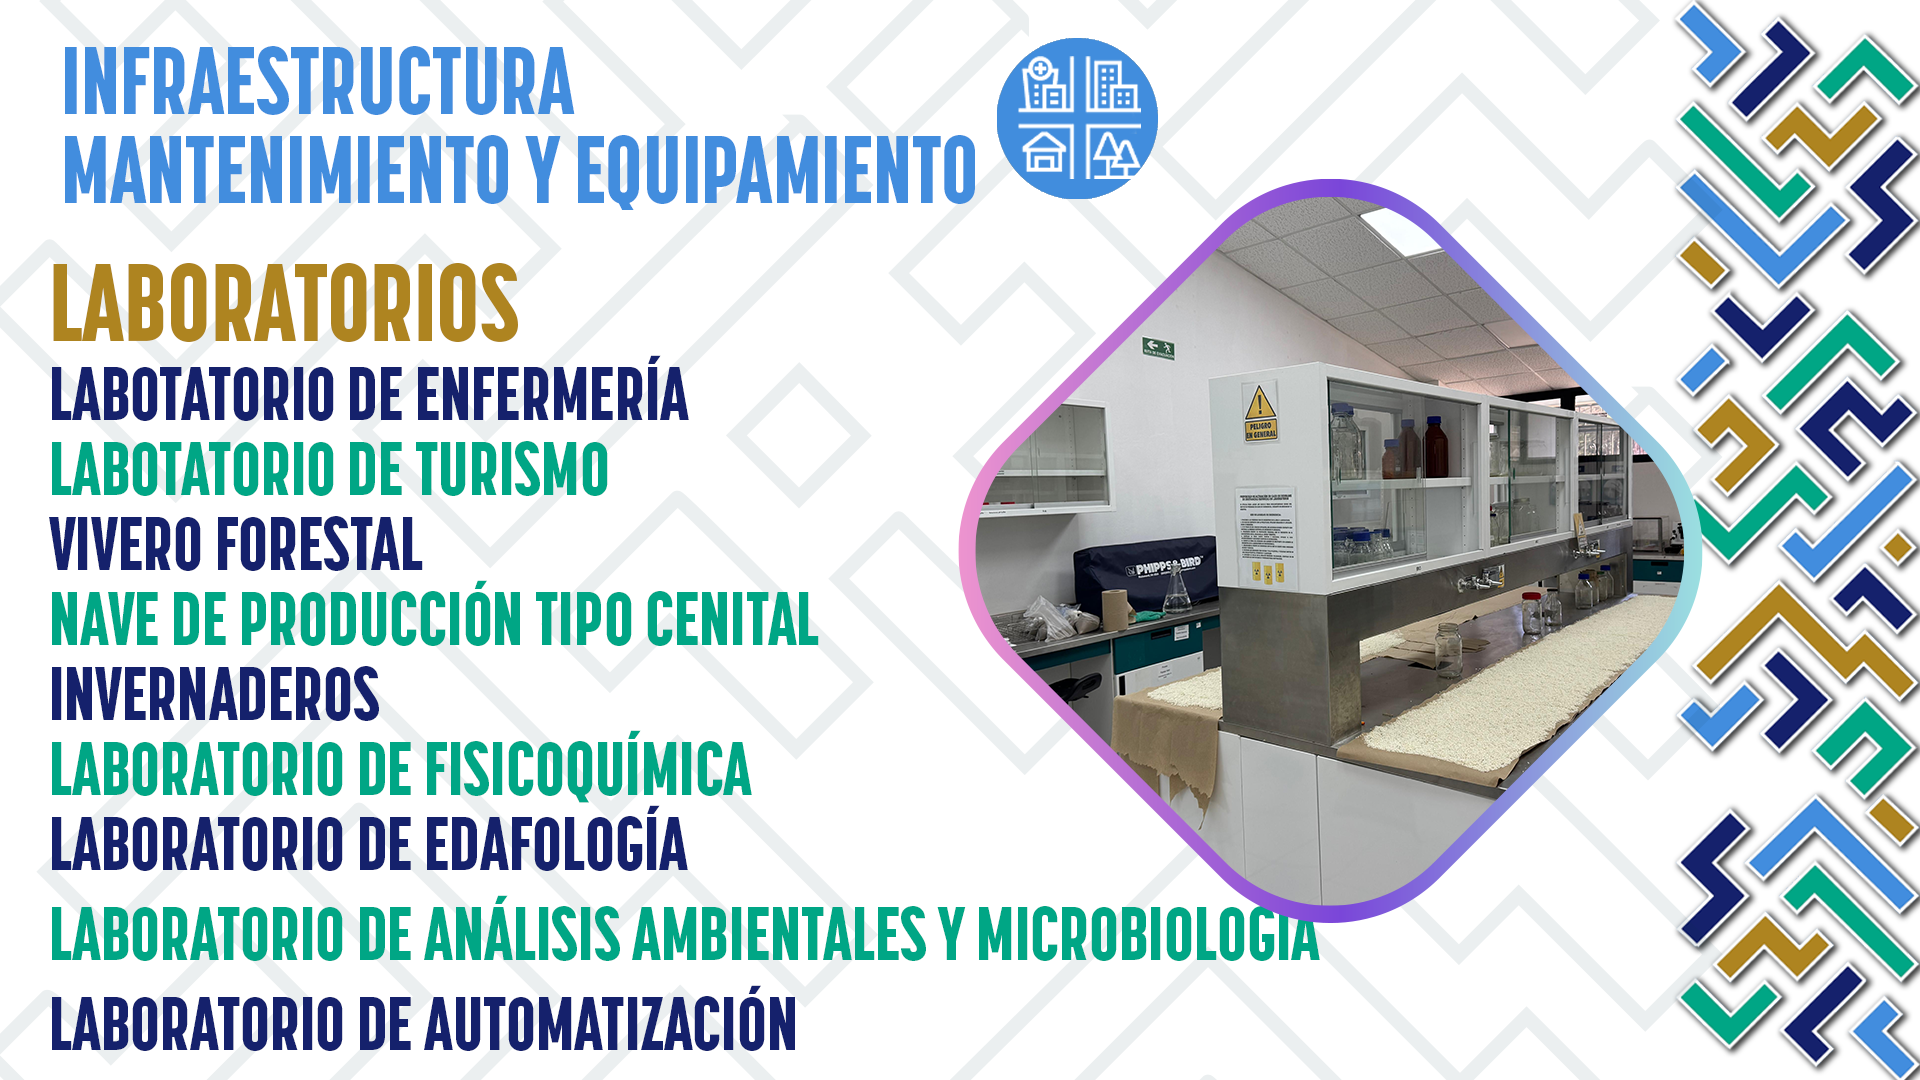 INFRAESTRUCTURA
MANTENIMIENTO Y EQUIPAMIENTO
LABORATORIOS
LABOTATORIO DE ENFERMERÍA
LABOTATORIO DE TURISMO
VIVERO FORESTAL
NAVE DE PRODUCCIÓN TIPO CENITAL
INVERNADEROS
LABORATORIO DE FISICOQUÍMICA
LABORATORIO DE EDAFOLOGÍA
LABORATORIO DE ANÁLISIS AMBIENTALES Y MICROBIOLOGÍA
LABORATORIO DE AUTOMATIZACIÓN
PELIGRO
EN GENERAL
PHIPPS & BIRD